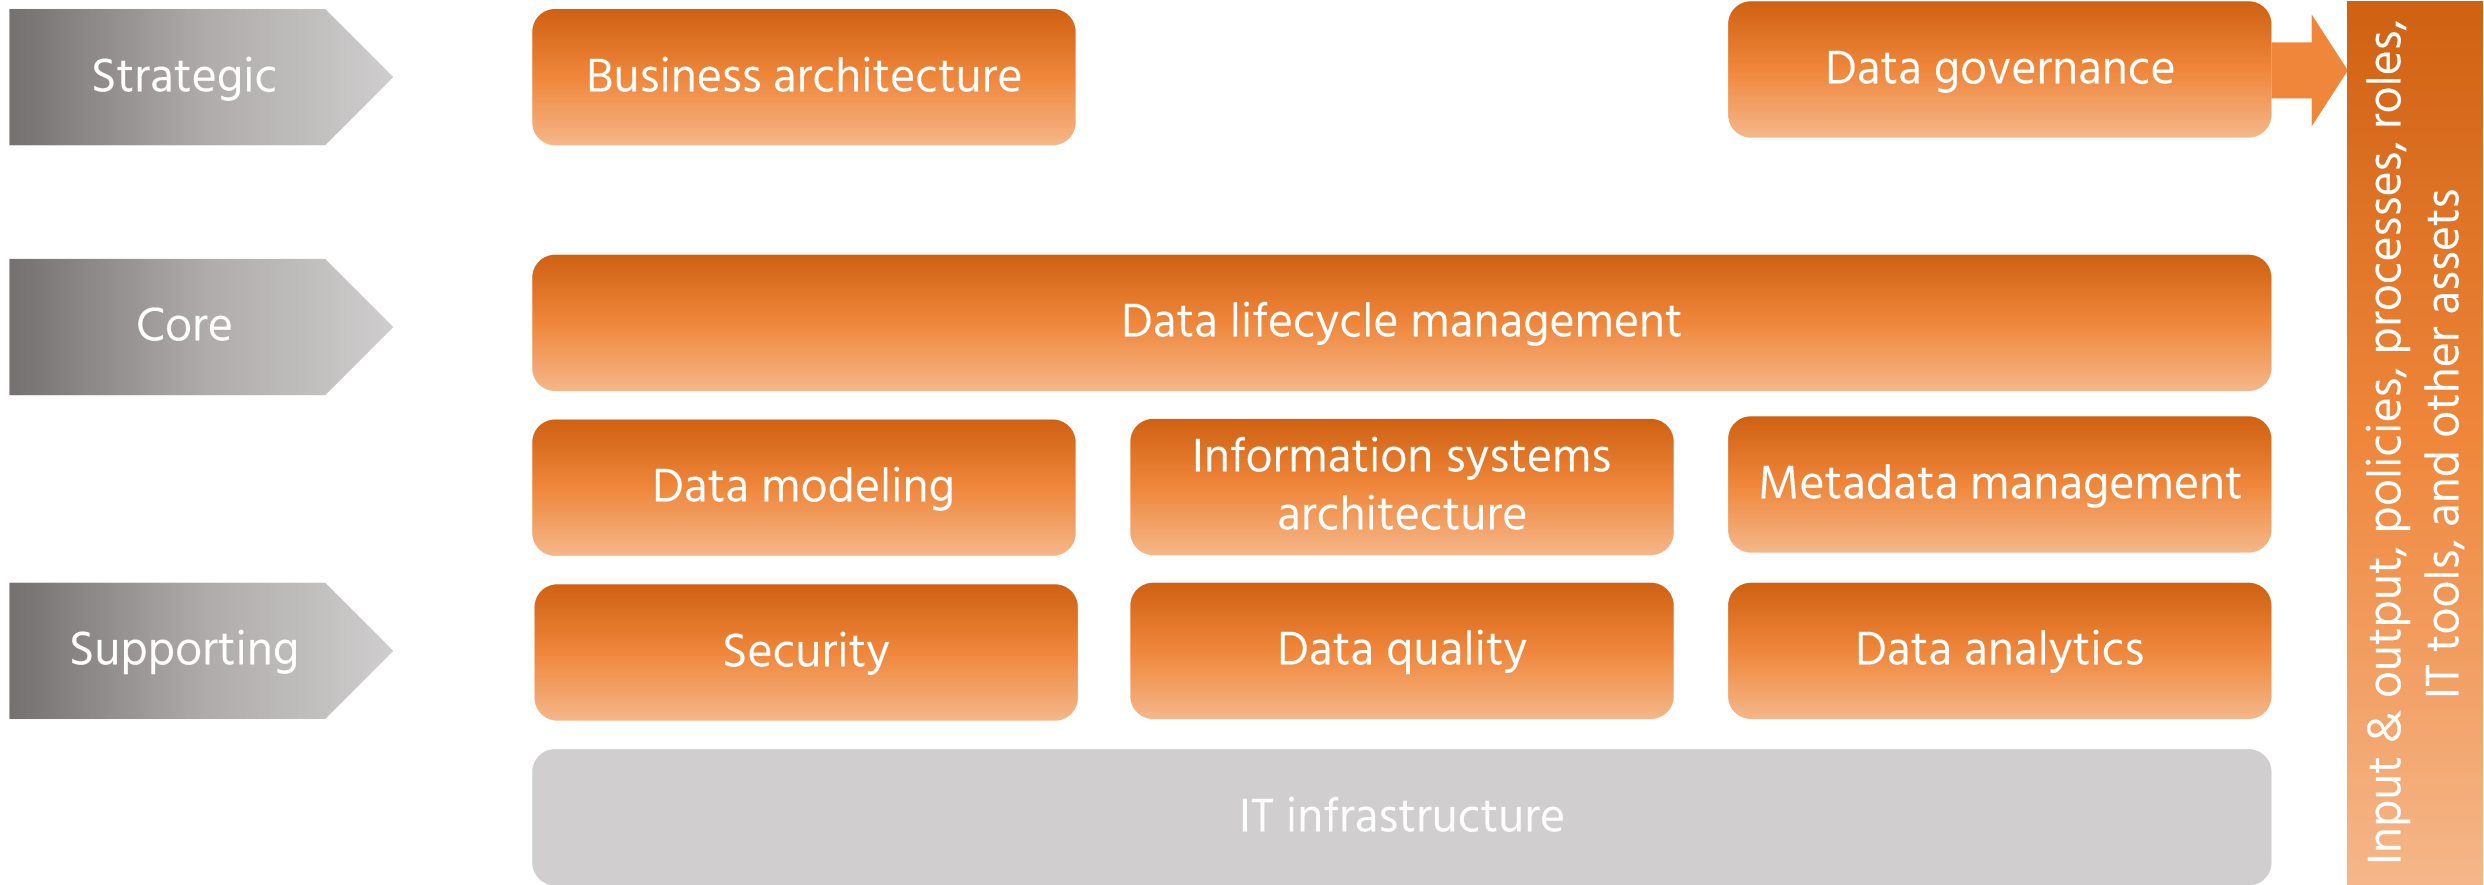 Strategic
Business architecture
Data governance
Core
Data lifecycle management
Data modeling
Information systems
architecture
Metadata management
Supporting
Security
Data quality
Data analytics
IT infrastructure
Input & output, policies, processes, roles,
IT tools, and other assets